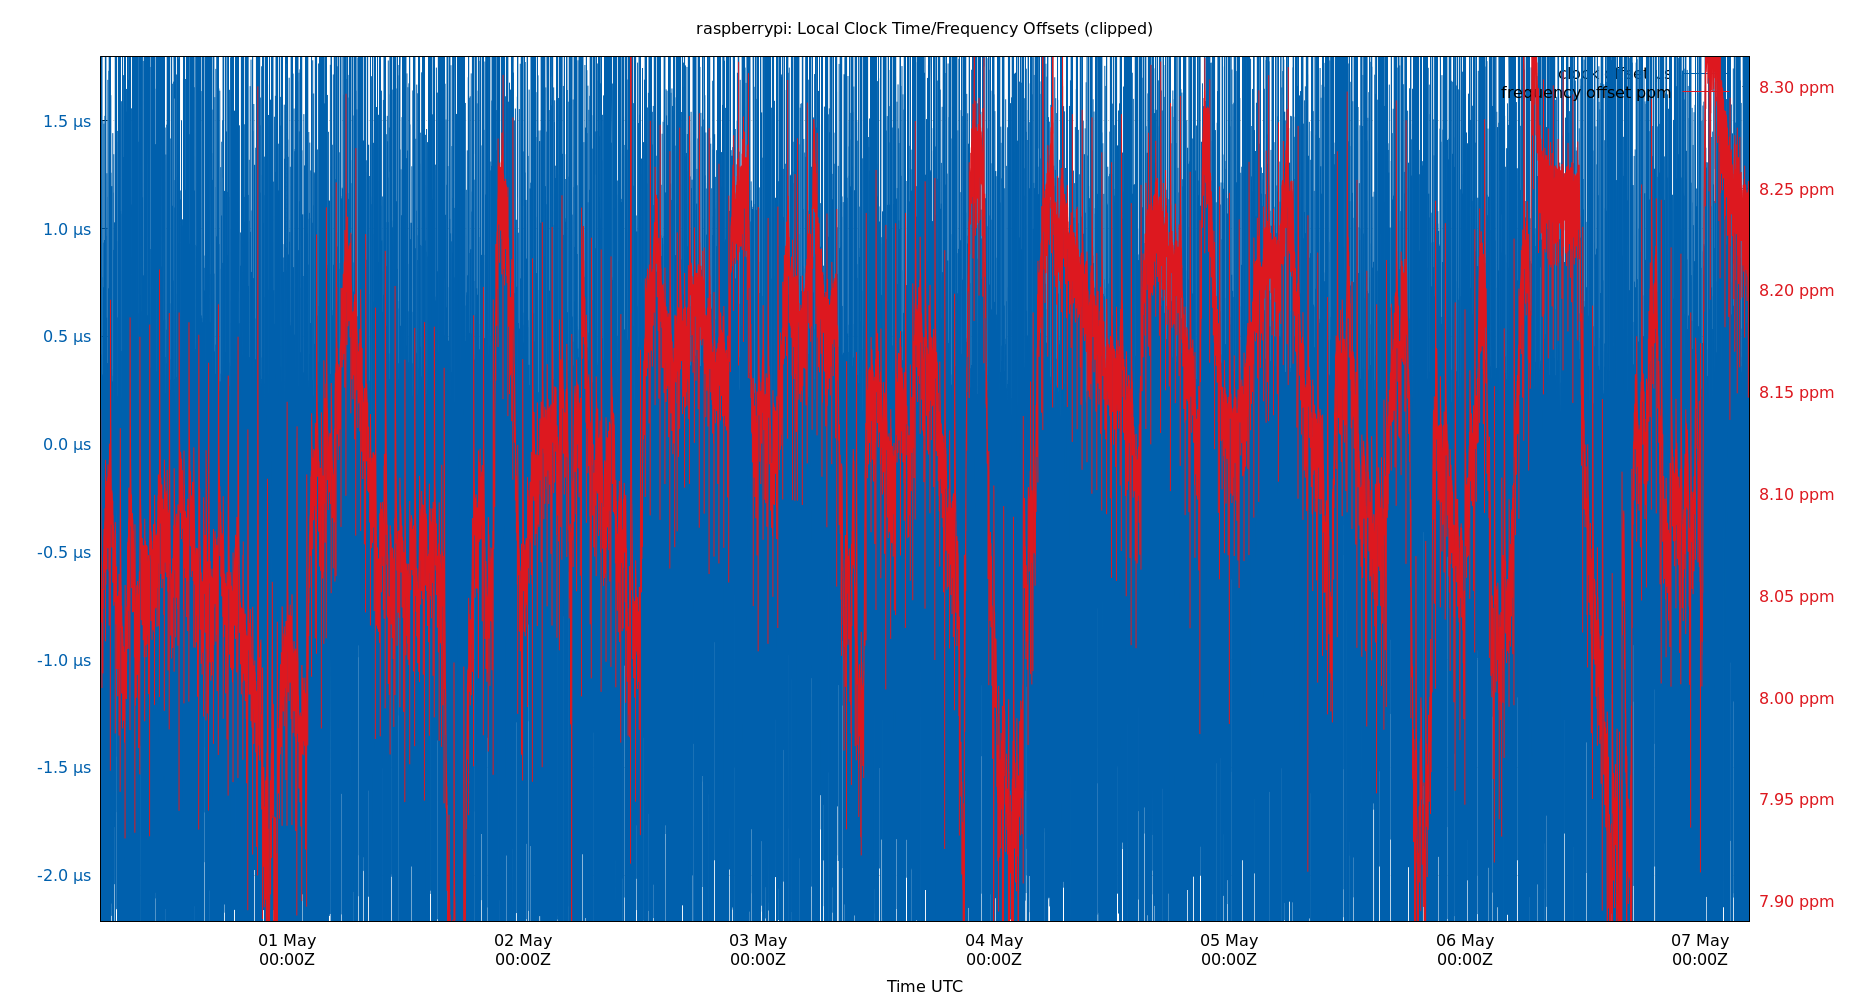 raspberrypi: Local Clock Time/Frequency Offsets (clipped)
clock offset µs
frequency offset ppm
1.5 µs
1.0 µs
0.5 µs
0.0 µs
-0.5 µs
-1.0 µs
-1.5 µs
-2.0 µs
8.30 ppm
8.25 ppm
8.20 ppm
8.15 ppm
8.10 ppm
8.05 ppm
8.00 ppm
7.95 ppm
7.90 ppm
01 May 02 May 03 May 04 May 05 May 06 May 07 May
00:00Z 00:00Z 00:00Z 00:00Z 00:00Z 00:00Z 00:00Z
Time UTC